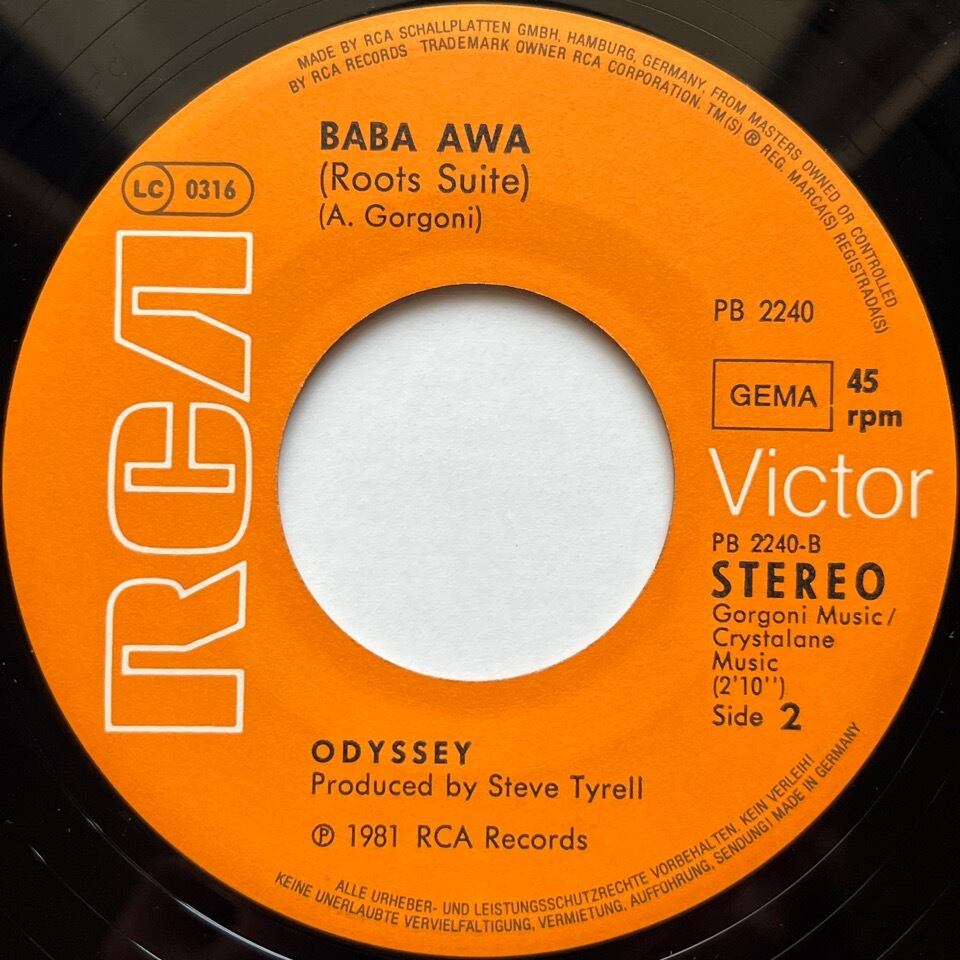 MADE BY RCA SCHALLPLATTEN GMBH, HAMBURG, GERMANY, FROM MASTERS OWNED OR CONTROLLED
BY RCA RECORDS TRADEMARK OWNER RCA CORPORATION. TM(S) ® REG. MARCA(S) REGISTRADA(S)
BABA AWA
(Roots Suite)
(A. Gorgoni)
LC 0316
RCA
PB 2240
GEMA
45
rpm
Victor
PB 2240-B
STEREO
Gorgoni Music/
Crystalane
Music
(2'10'')
Side 2
ODYSSEY
Produced by Steve Tyrell
℗ 1981 RCA Records
ALLE URHEBER- UND LEISTUNGSSCHUTZRECHTE VORBEHALTEN. KEIN VERLEIH!
KEINE UNERLAUBTE VERVIELFÄLTIGUNG, VERMIETUNG, AUFFÜHRUNG, SENDUNG! MADE IN GERMANY